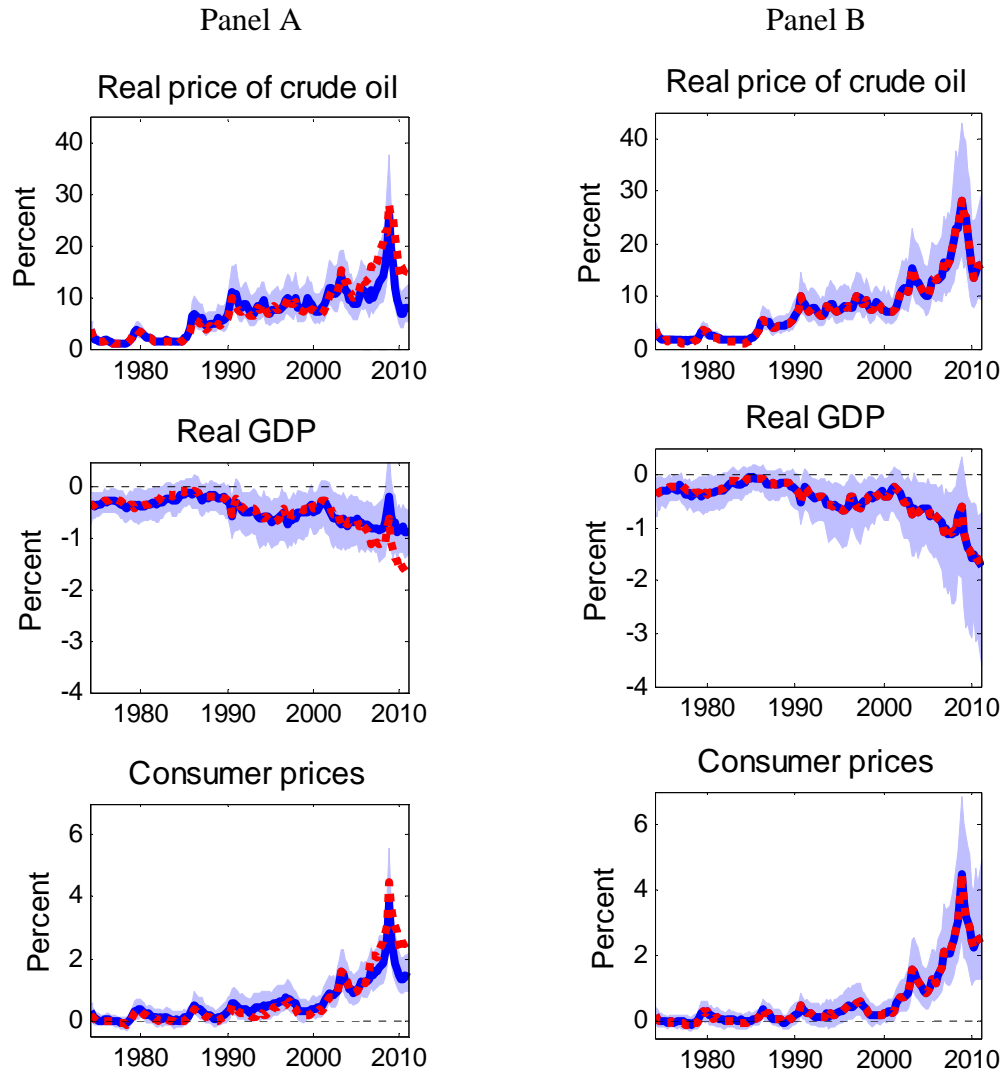 Panel A
Panel B
Real price of crude oil
Percent
40
30
20
10
0
1980 1990 2000 2010
Real price of crude oil
Percent
40
30
20
10
0
1980 1990 2000 2010
Real GDP
Percent
0
-1
-2
-3
-4
1980 1990 2000 2010
Real GDP
Percent
0
-1
-2
-3
-4
1980 1990 2000 2010
Consumer prices
Percent
6
4
2
0
1980 1990 2000 2010
Consumer prices
Percent
6
4
2
0
1980 1990 2000 2010